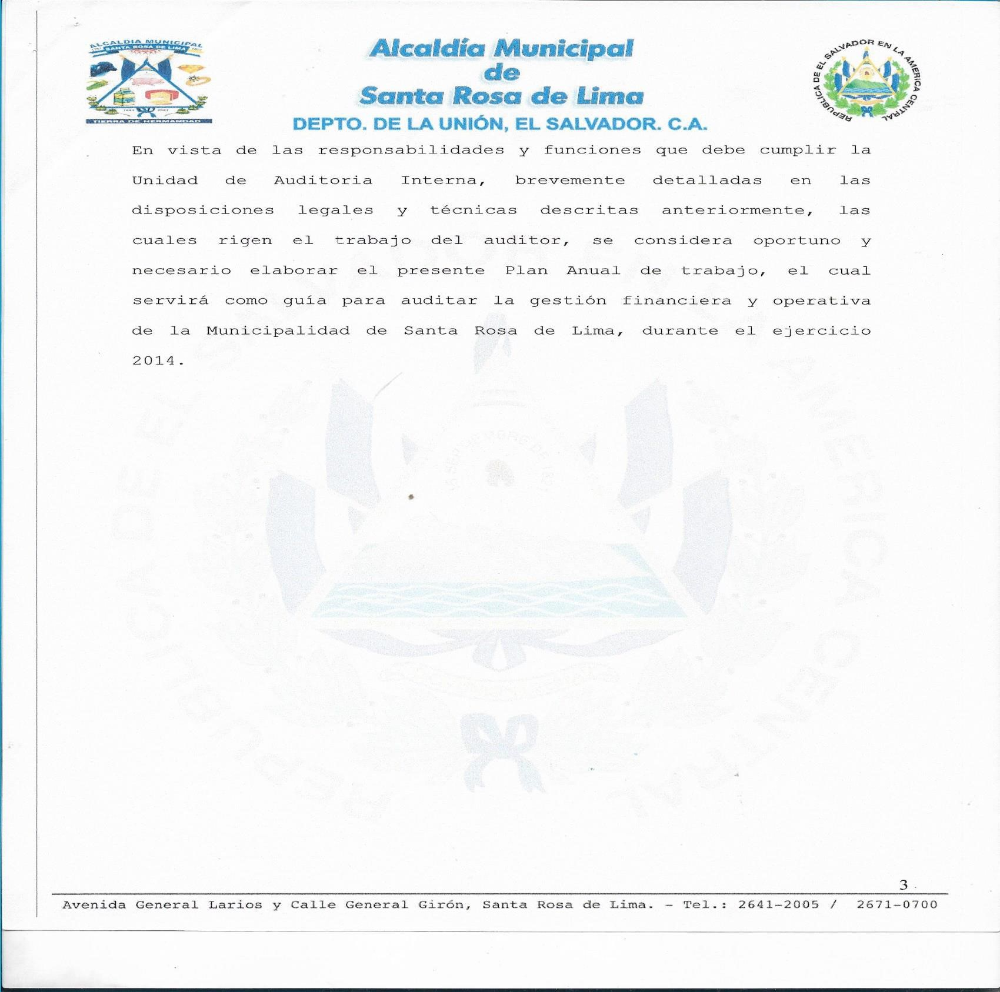 ALCALDIA MUNICIPAL
SANTA ROSA DE LIMA
TIERRA DE HERMANDAD
Alcaldía Municipal
de
Santa Rosa de Lima
DEPTO. DE LA UNIÓN, EL SALVADOR. C.A.
REPUBLICA DE EL SALVADOR EN LA AMERICA CENTRAL
En vista de las responsabilidades y funciones que debe cumplir la
Unidad de Auditoria Interna, brevemente detalladas en las
disposiciones legales y técnicas descritas anteriormente, las
cuales rigen el trabajo del auditor, se considera oportuno y
necesario elaborar el presente Plan Anual de trabajo, el cual
servirá como guía para auditar la gestión financiera y operativa
de la Municipalidad de Santa Rosa de Lima, durante el ejercicio
2014.
3
Avenida General Larios y Calle General Girón, Santa Rosa de Lima. – Tel.: 2641–2005 / 2671–0700